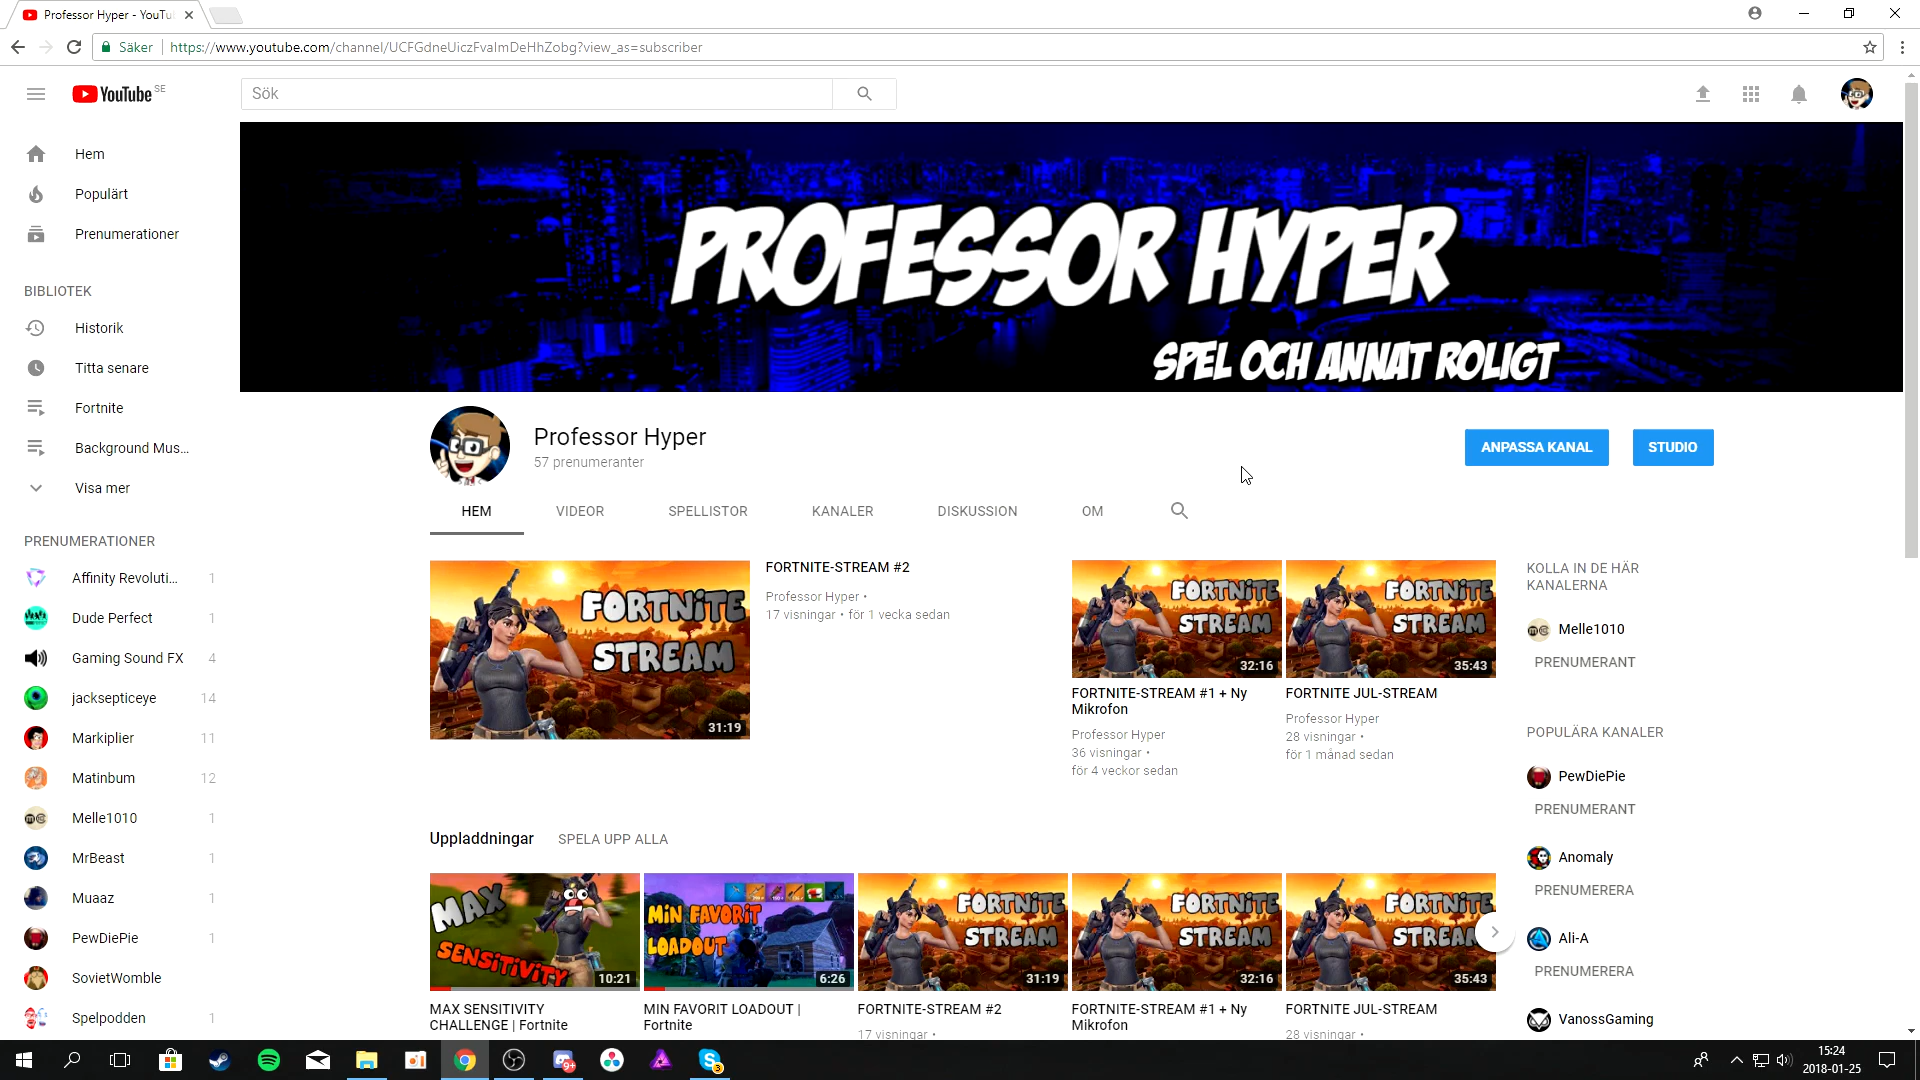 Professor Hyper - YouTu
Säker
https://www.youtube.com/channel/UCFGdneUiczFvaImDeHhZobg?view_as=subscriber
YouTube SE
Sök
Hem
Populärt
Prenumerationer
BIBLIOTEK
Historik
Titta senare
Fortnite
Background Mus...
Visa mer
PRENUMERATIONER
Affinity Revoluti... 1
Dude Perfect 1
Gaming Sound FX 4
jacksepticeye 14
Markiplier 11
Matinbum 12
Melle1010 1
MrBeast 1
Muaaz 1
PewDiePie 1
SovietWomble
Spelpodden 1
PROFESSOR HYPER
SPEL OCH ANNAT ROLIGT
Professor Hyper
57 prenumeranter
ANPASSA KANAL
STUDIO
HEM VIDEOR SPELLISTOR KANALER DISKUSSION OM
FORTNITE
STREAM
31:19
FORTNITE-STREAM #2
Professor Hyper •
17 visningar • för 1 vecka sedan
FORTNITE
STREAM
32:16
FORTNITE-STREAM #1 + Ny
Mikrofon
Professor Hyper
36 visningar •
för 4 veckor sedan
FORTNITE
STREAM
35:43
FORTNITE JUL-STREAM
Professor Hyper
28 visningar •
för 1 månad sedan
KOLLA IN DE HÄR
KANALERNA
Melle1010
PRENUMERANT
POPULÄRA KANALER
PewDiePie
PRENUMERANT
Anomaly
PRENUMERERA
Ali-A
PRENUMERERA
VanossGaming
Uppladdningar SPELA UPP ALLA
MAX
SENSITIVITY
10:21
MAX SENSITIVITY
CHALLENGE | Fortnite
MIN FAVORIT
LOADOUT
6:26
MIN FAVORIT LOADOUT |
Fortnite
FORTNITE
STREAM
31:19
FORTNITE-STREAM #2
17 visningar •
FORTNITE
STREAM
32:16
FORTNITE-STREAM #1 + Ny
Mikrofon
FORTNITE
STREAM
35:43
FORTNITE JUL-STREAM
28 visningar •
9+
3
15:24
2018-01-25